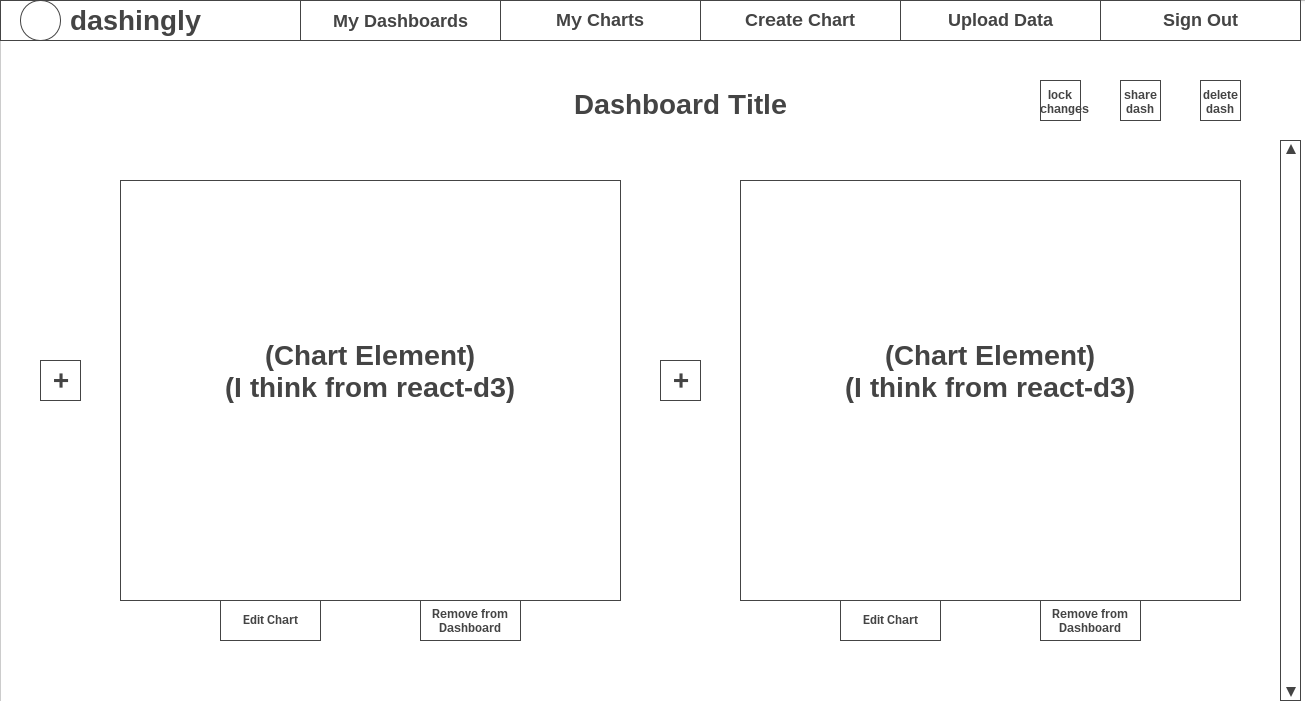 dashingly
My Dashboards
My Charts
Create Chart
Upload Data
Sign Out
Dashboard Title
lock
changes
share
dash
delete
dash
+
(Chart Element)
(I think from react-d3)
+
(Chart Element)
(I think from react-d3)
Edit Chart
Remove from
Dashboard
Edit Chart
Remove from
Dashboard